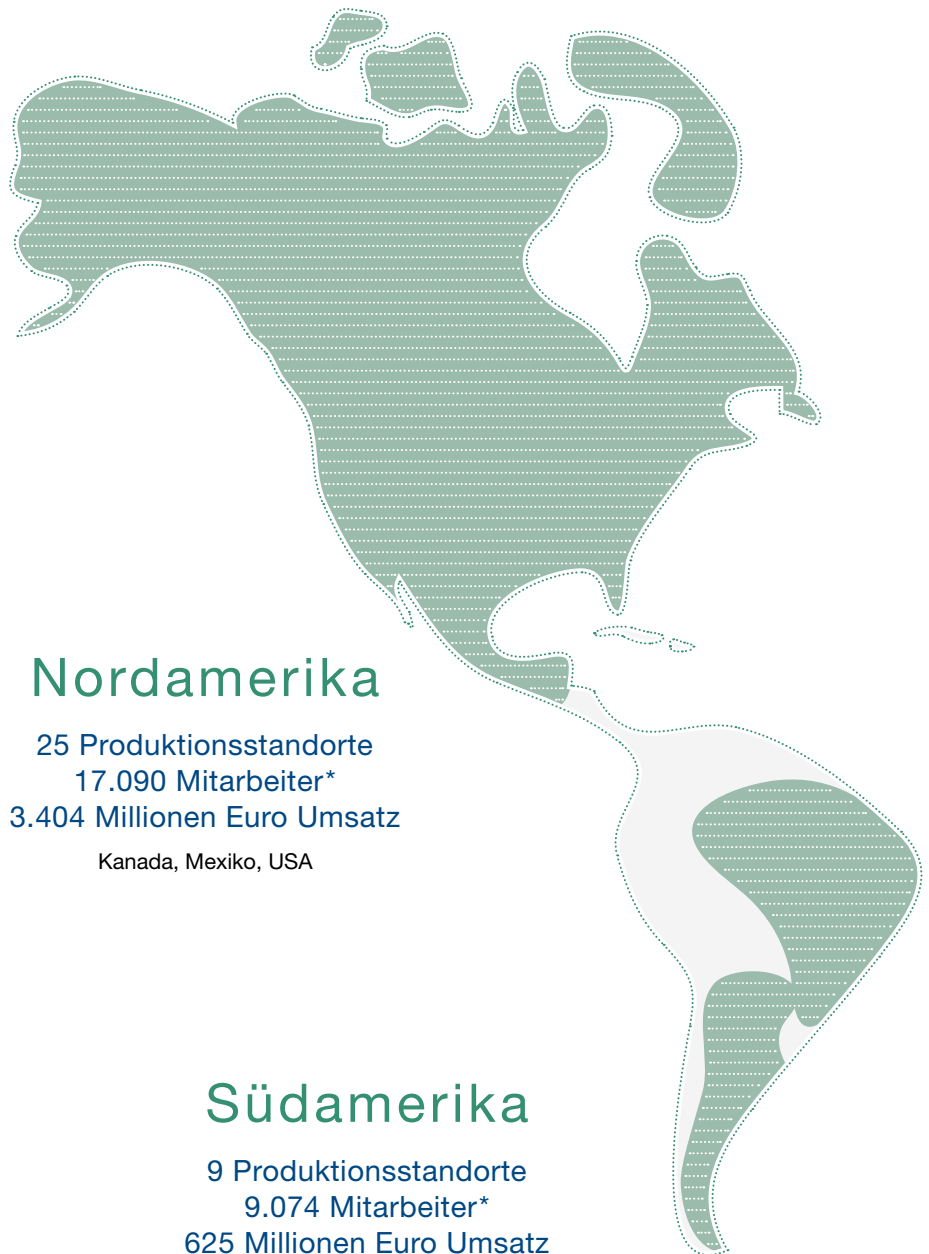 Nordamerika
25 Produktionsstandorte
17.090 Mitarbeiter*
3.404 Millionen Euro Umsatz
Kanada, Mexiko, USA
Südamerika
9 Produktionsstandorte
9.074 Mitarbeiter*
625 Millionen Euro Umsatz